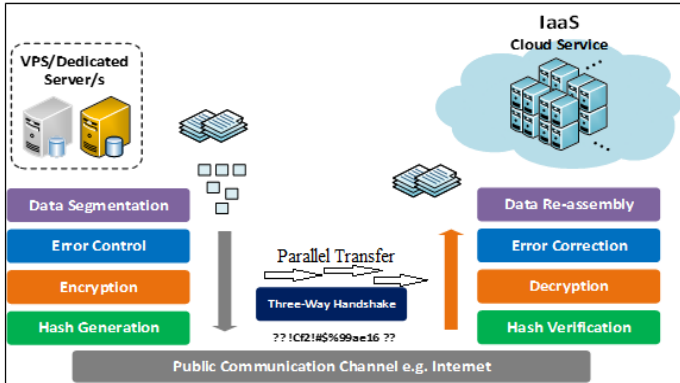 IaaS
Cloud Service
VPS/Dedicated
Server/s
Data Segmentation
Data Re-assembly
Error Control
Error Correction
Parallel Transfer
Encryption
Decryption
Three-Way Handshake
Hash Generation
?? !Cf2!#$%99ae16 ??
Hash Verification
Public Communication Channel e.g. Internet